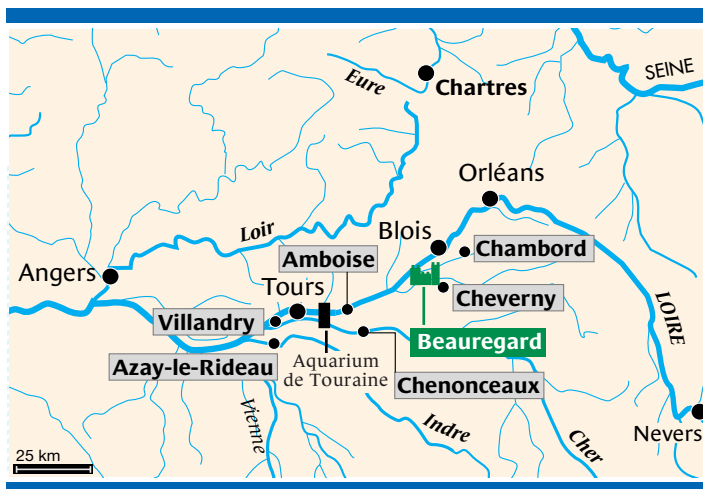 Eure
Chartres
SEINE
Orléans
Loir
Blois
Chambord
Amboise
Angers
Tours
Cheverny
Villandry
LOIRE
Beauregard
Azay-le-Rideau
Aquarium
de Touraine
Chenonceaux
Vienne
Indre
Cher
Nevers
25 km